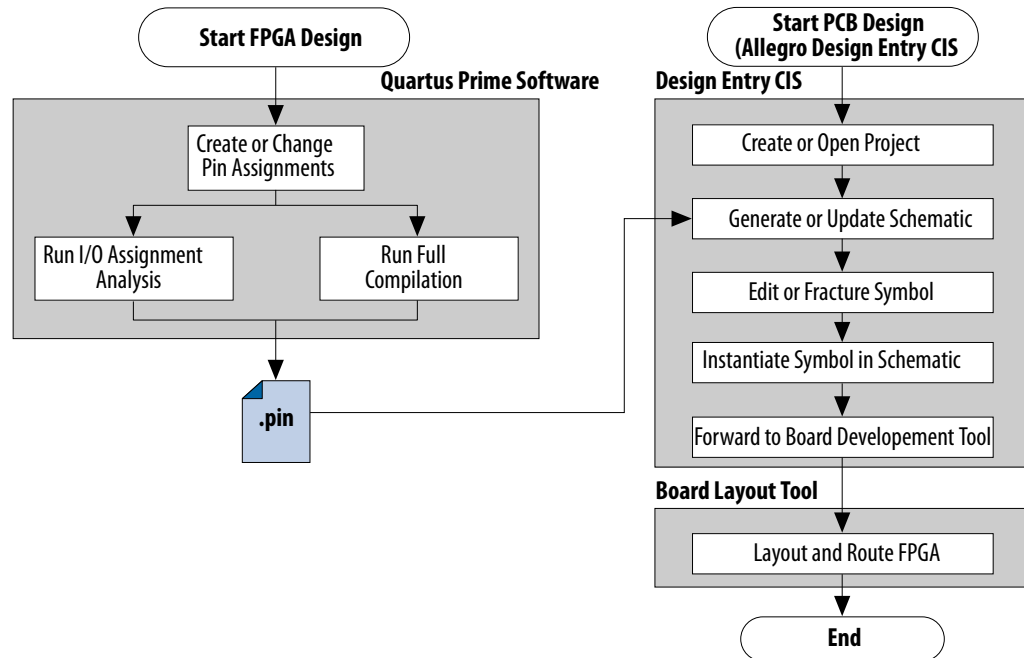 Start FPGA Design
Quartus Prime Software
Create or Change
Pin Assignments
Run I/O Assignment
Analysis
Run Full
Compilation
.pin
Start PCB Design
(Allegro Design Entry CIS
Design Entry CIS
Create or Open Project
Generate or Update Schematic
Edit or Fracture Symbol
Instantiate Symbol in Schematic
Forward to Board Developement Tool
Board Layout Tool
Layout and Route FPGA
End